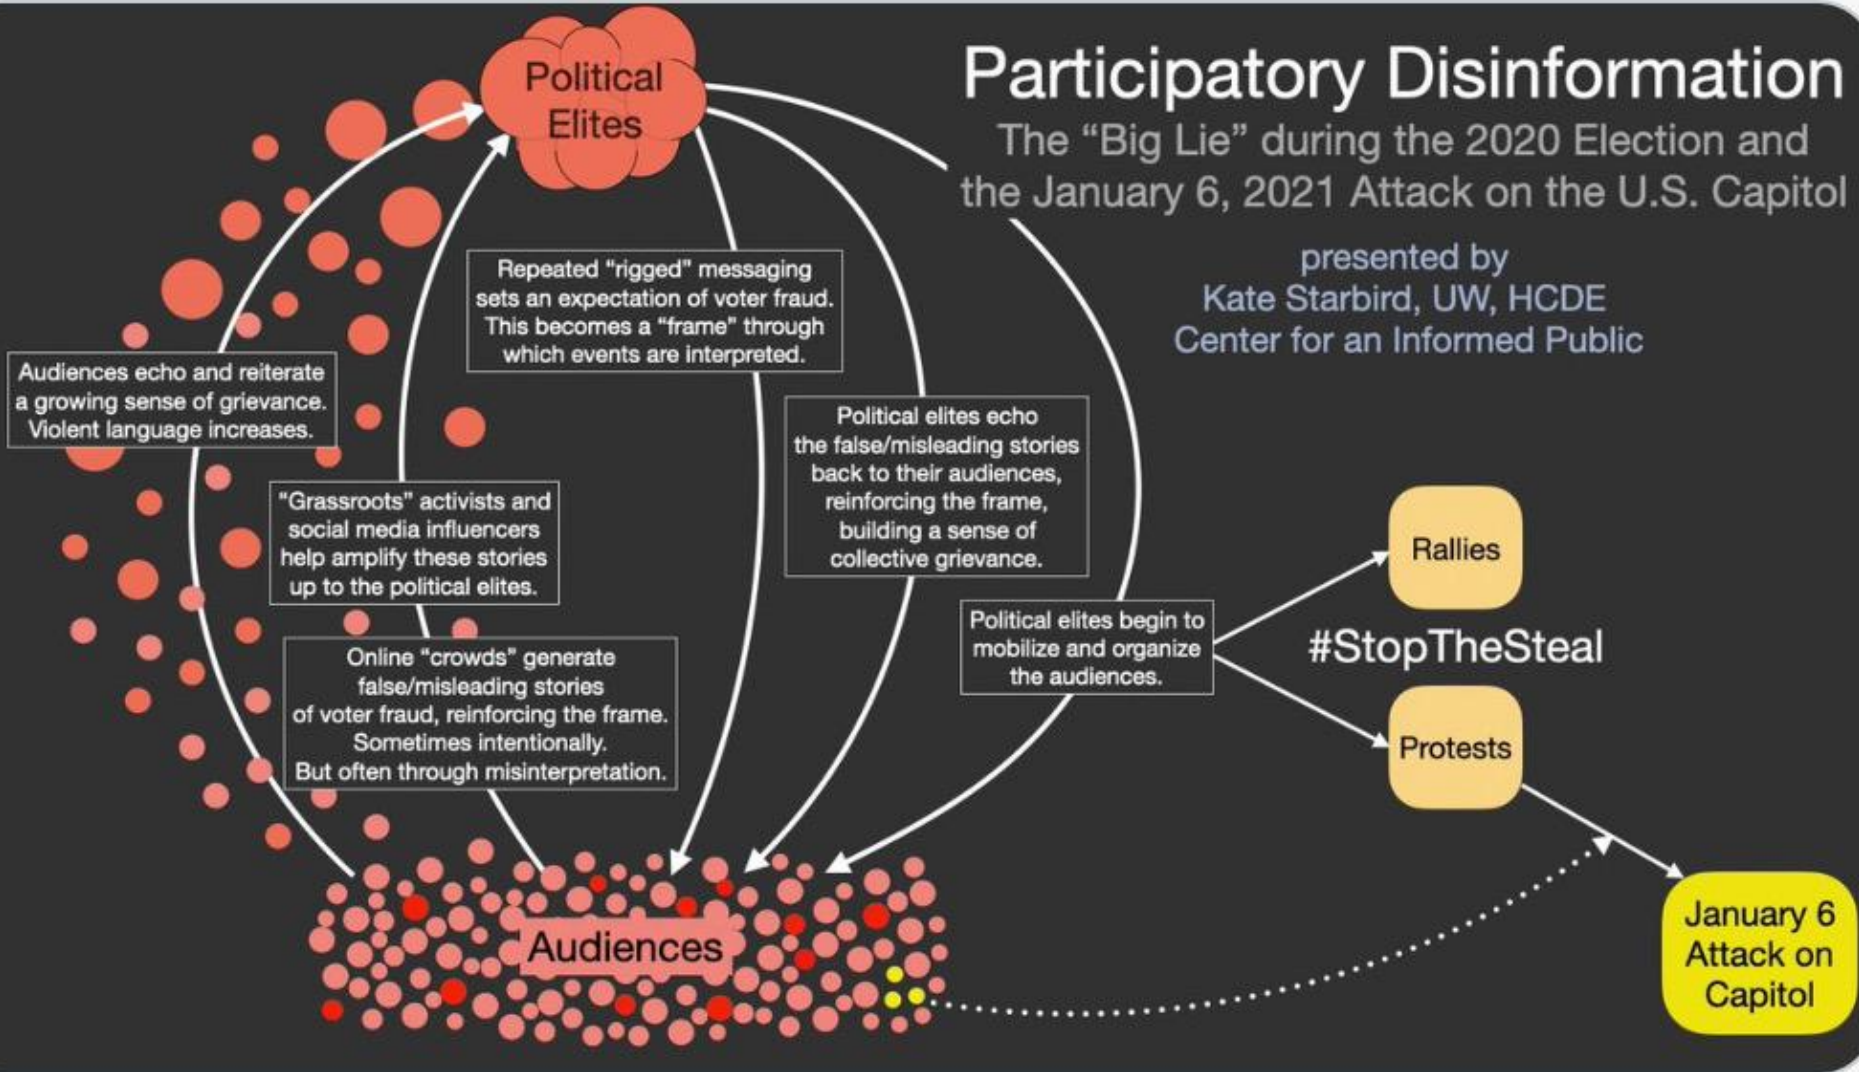 Political
Elites
Participatory Disinformation
The “Big Lie” during the 2020 Election and
the January 6, 2021 Attack on the U.S. Capitol
presented by
Kate Starbird, UW, HCDE
Center for an Informed Public
Repeated “rigged” messaging
sets an expectation of voter fraud.
This becomes a “frame” through
which events are interpreted.
Audiences echo and reiterate
a growing sense of grievance.
Violent language increases.
Political elites echo
the false/misleading stories
back to their audiences,
reinforcing the frame,
building a sense of
collective grievance.
“Grassroots” activists and
social media influencers
help amplify these stories
up to the political elites.
Online “crowds” generate
false/misleading stories
of voter fraud, reinforcing the frame.
Sometimes intentionally.
But often through misinterpretation.
Political elites begin to
mobilize and organize
the audiences.
Rallies
#StopTheSteal
Protests
Audiences
January 6
Attack on
Capitol